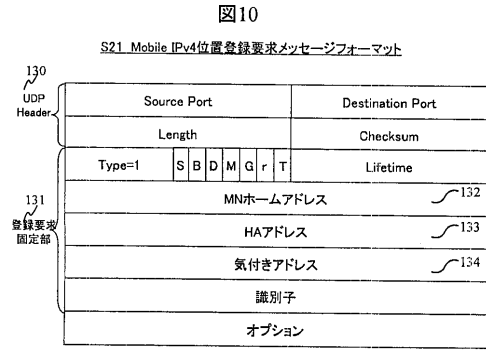 図10
S21 Mobile IPv4位置登録要求メッセージフォーマット
130
UDP
Header
Source Port
Destination Port
Length
Checksum
131
登録要求
固定部
Type=1
S B D M G r T
Lifetime
MNホームアドレス
132
HAアドレス
133
気付きアドレス
134
識別子
オプション